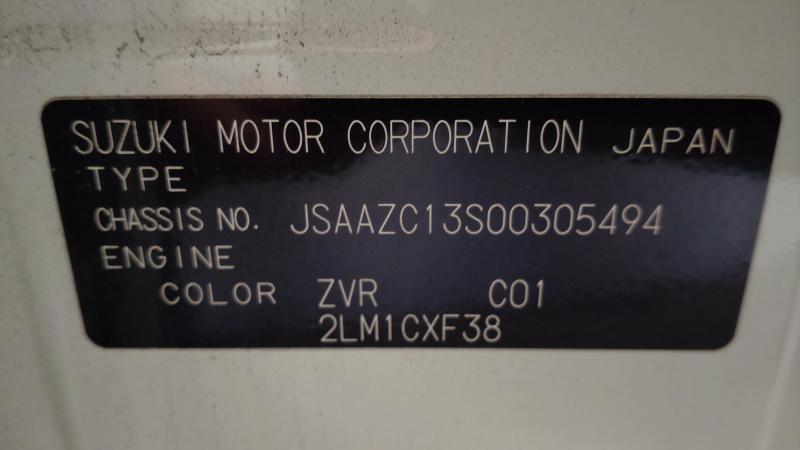 SUZUKI MOTOR CORPORATION JAPAN
TYPE
CHASSIS NO. JSAAZC13S00305494
ENGINE
COLOR ZVR C01
2LM1CXF38